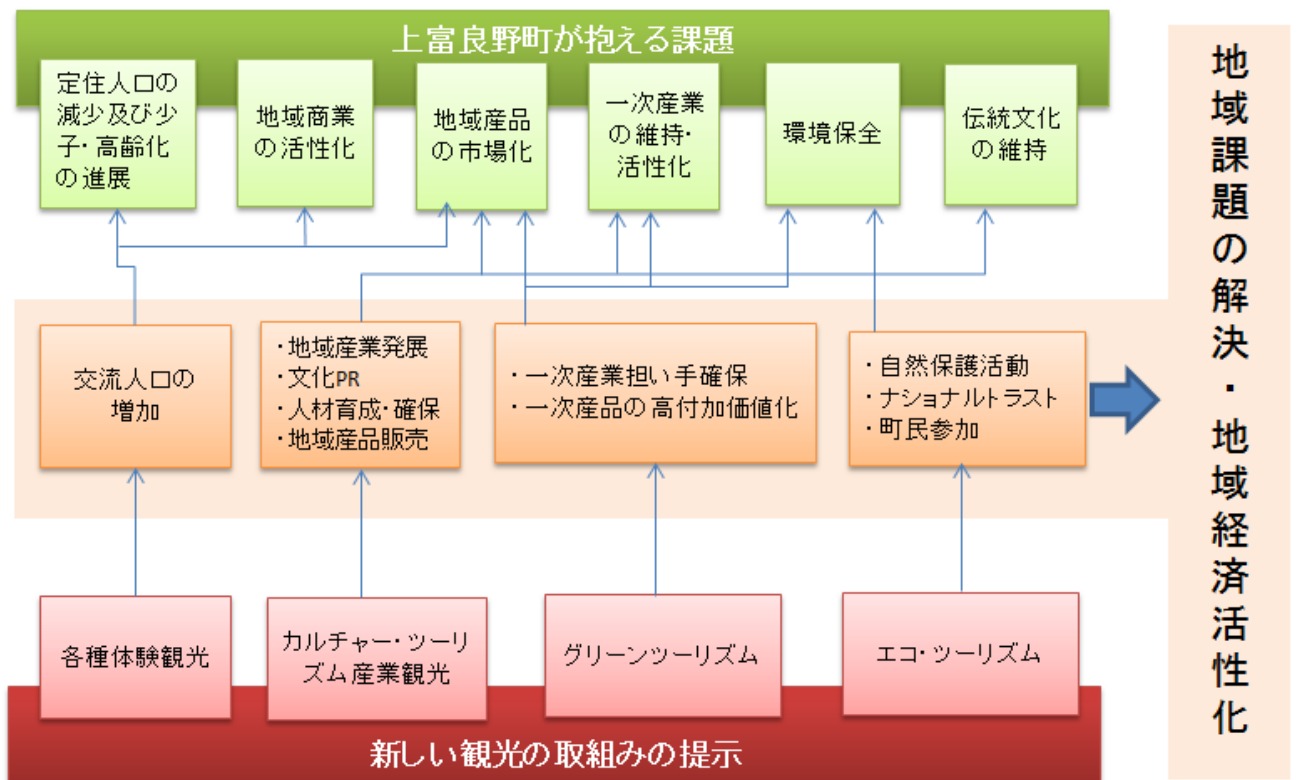 上富良野町が抱える課題
定住人口の
減少及び少
子・高齢化
の進展
地域商業
の活性化
地域産品
の市場化
一次産業
の維持・
活性化
環境保全
伝統文化
の維持
交流人口の
増加
・地域産業発展
・文化PR
・人材育成・確保
・地域産品販売
・一次産業担い手確保
・一次産品の高付加価値化
・自然保護活動
・ナショナルトラスト
・町民参加
各種体験観光
カルチャー・ツーリ
ズム産業観光
グリーンツーリズム
エコ・ツーリズム
新しい観光の取組みの提示
地域課題の解決・地域経済活性化